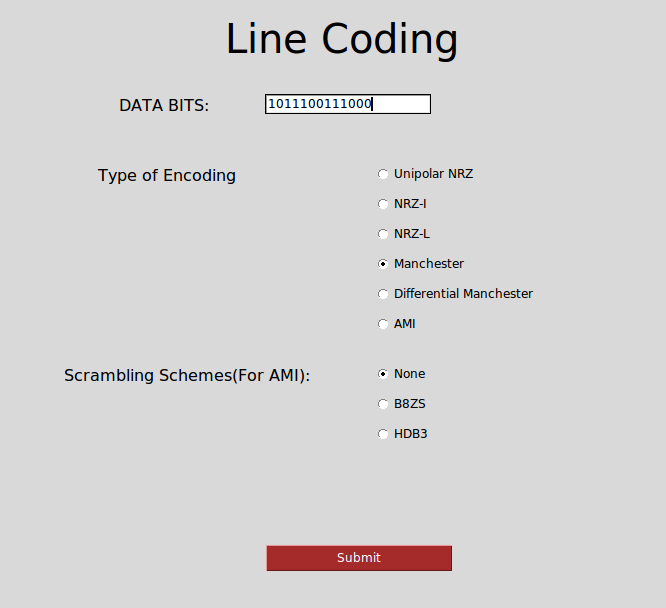 Line Coding
DATA BITS: 1011100111000
Type of Encoding
Unipolar NRZ
NRZ-I
NRZ-L
Manchester
Differential Manchester
AMI
Scrambling Schemes(For AMI):
None
B8ZS
HDB3
Submit